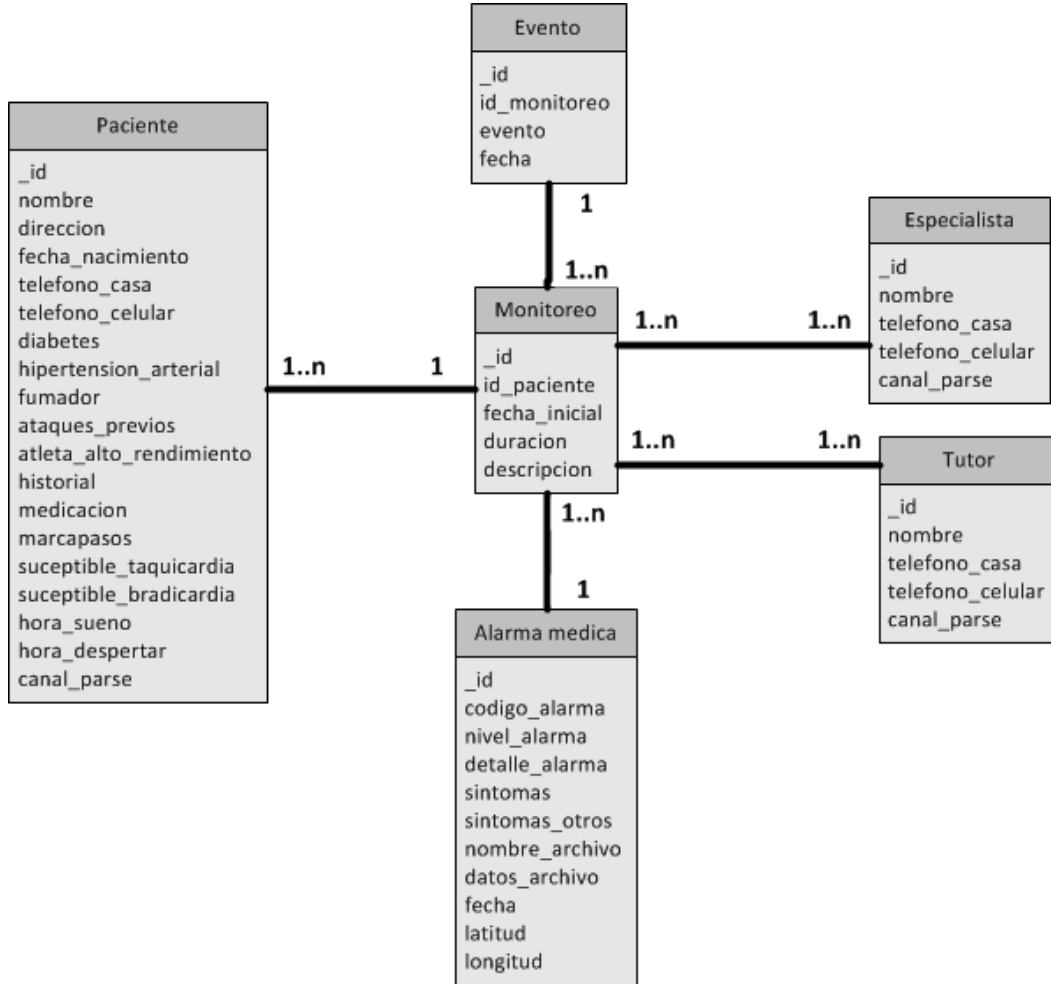 Evento
_id
id_monitoreo
evento
fecha
1
1..n
Paciente
_id
nombre
direccion
fecha_nacimiento
telefono_casa
telefono_celular
diabetes
hipertension_arterial
fumador
ataques_previos
atleta_alto_rendimiento
historial
medicacion
marcapasos
suceptible_taquicardia
suceptible_bradicardia
hora_sueno
hora_despertar
canal_parse
1..n
1
Monitoreo
_id
id_paciente
fecha_inicial
duracion
descripcion
1..n
1..n
Especialista
_id
nombre
telefono_casa
telefono_celular
canal_parse
1..n
1..n
Tutor
_id
nombre
telefono_casa
telefono_celular
canal_parse
1..n
1
Alarma medica
_id
codigo_alarma
nivel_alarma
detalle_alarma
sintomas
sintomas_otros
nombre_archivo
datos_archivo
fecha
latitud
longitud